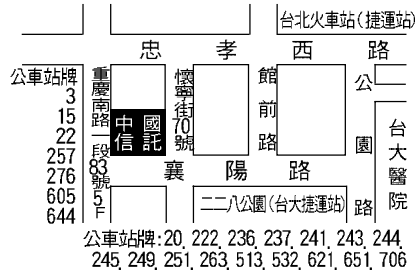 台北火車站(捷運站)
忠孝西路
公車站牌
3
15
22
257
276
605
644
重慶南路一段83號5F
中國信託
懷寧街70號
館前路
公園路
台大醫院
襄陽路
二二八公園(台大捷運站)
公車站牌:20, 222, 236, 237, 241, 243, 244,
245, 249, 251, 263, 513, 532, 621, 651, 706